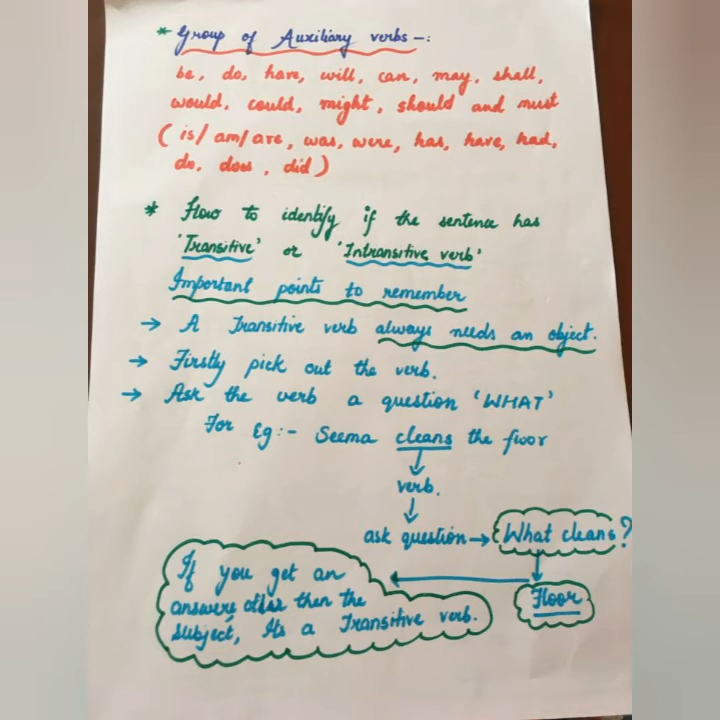 * Group of Auxiliary verbs -:
be, do, have, will, can, may, shall,
would, could, might, should and must
( is/ am/ are, was, were, has, have, had,
do, does, did )
* How to identify if the sentence has
'Transitive' or 'Intransitive verb'
Important points to remember
→ A Transitive verb always needs an object.
→ Firstly pick out the verb.
→ Ask the verb a question 'WHAT'
For Eg:- Seema cleans the floor
verb.
ask question → What cleans?
Floor
If you get an
answers other then the
subject, Its a Transitive verb.